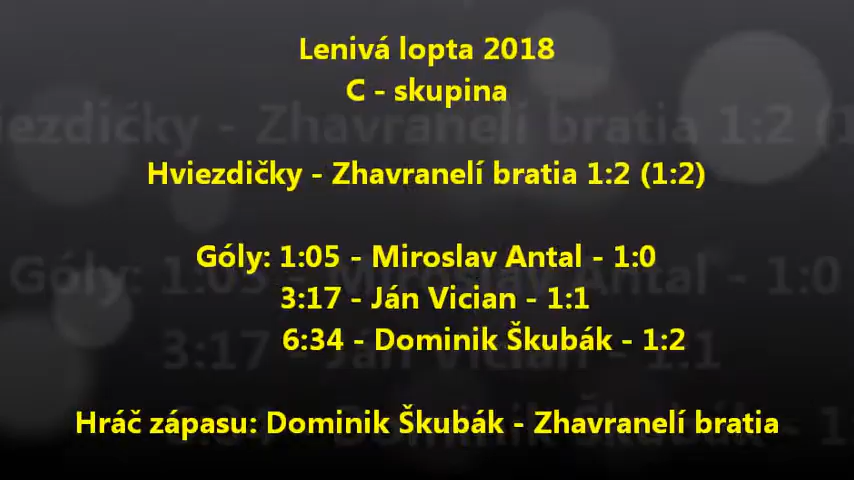 Lenivá lopta 2018
C - skupina
Hviezdičky - Zhavranelí bratia 1:2 (1:2)
Góly: 1:05 - Miroslav Antal - 1:0
3:17 - Ján Vician - 1:1
6:34 - Dominik Škubák - 1:2
Hráč zápasu: Dominik Škubák - Zhavranelí bratia